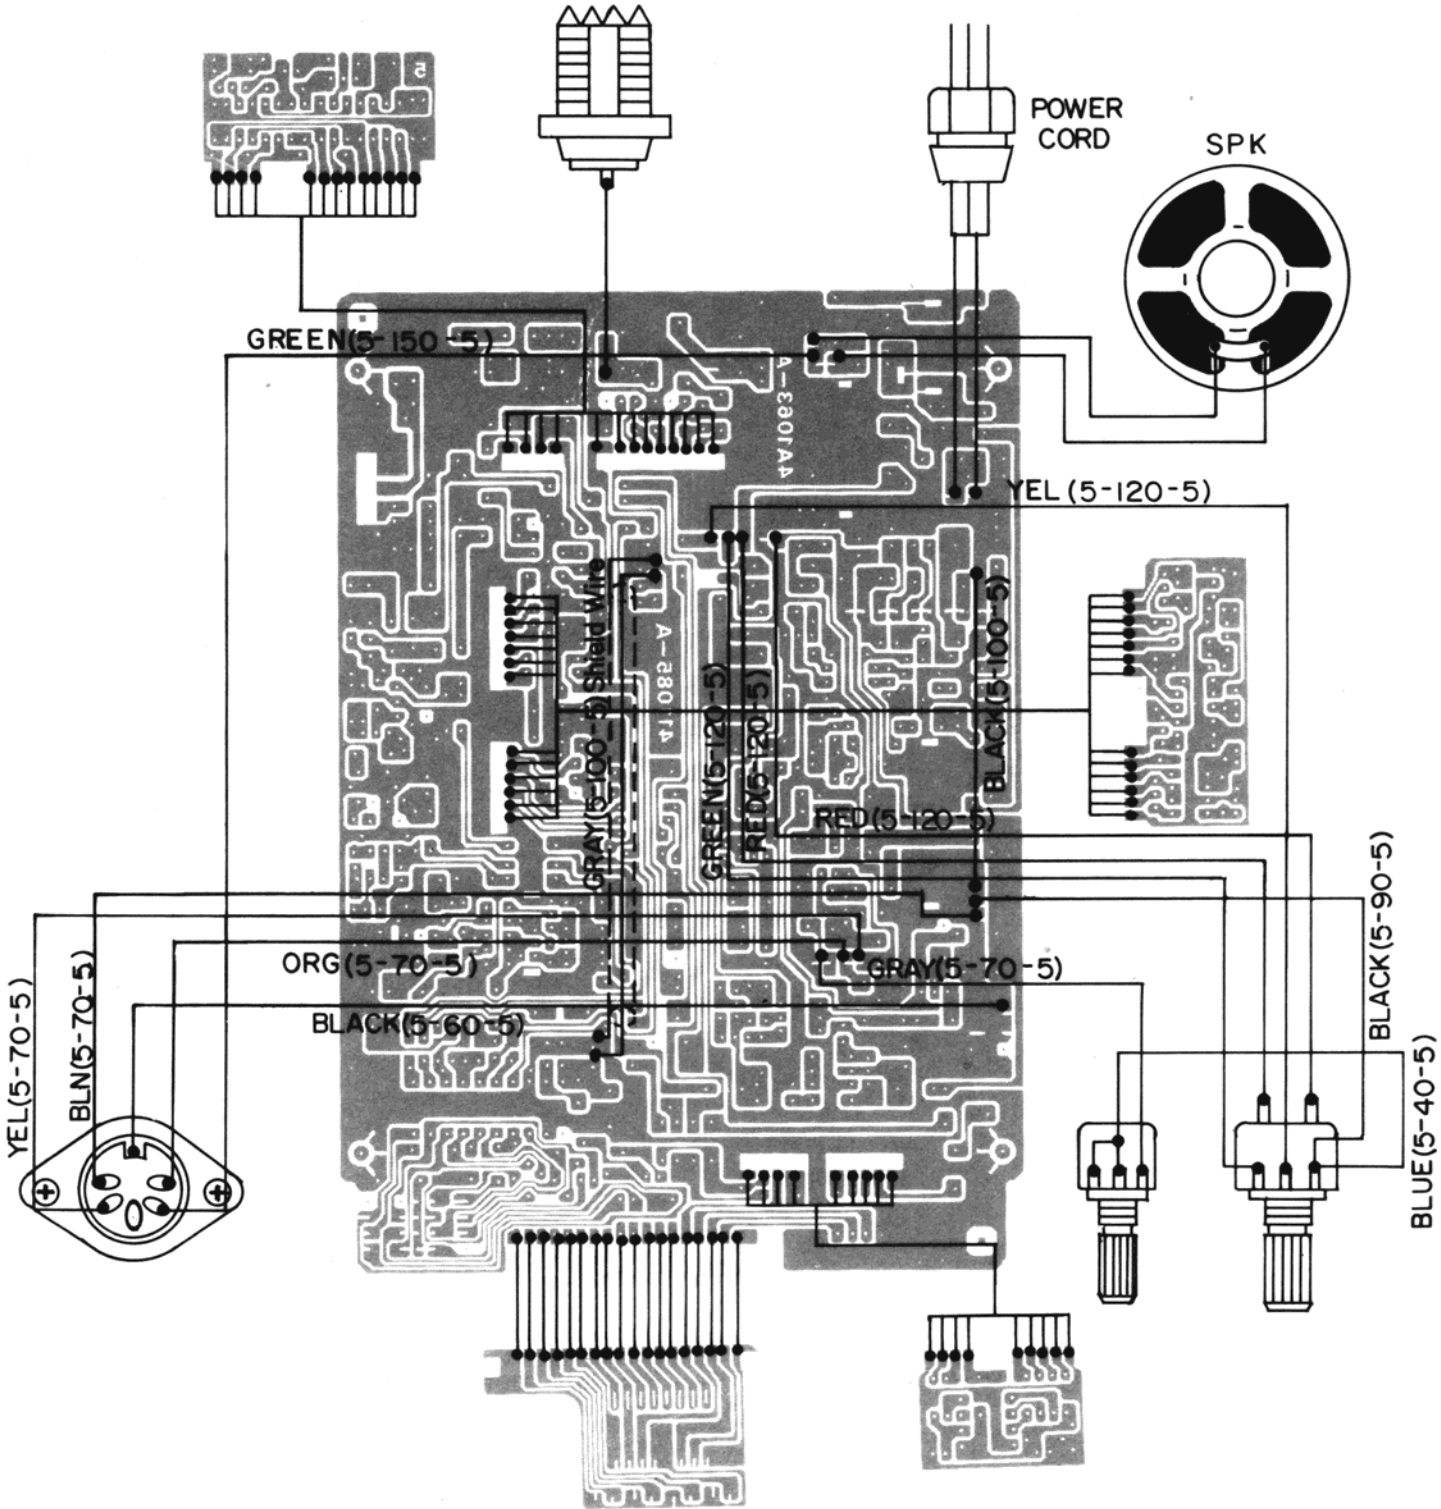 5
POWER
CORD
SPK
GREEN(5-150-5)
4A1093-A
YEL(5-120-5)
GRAY(5-100-5) Shield Wire
A-58014
GREEN(5-120-5)
RED(5-120-5)
BLACK(5-100-5)
RED(5-120-5)
BLACK(5-90-5)
ORG(5-70-5)
GRAY(5-70-5)
BLACK(5-60-5)
YEL(5-70-5)
BLN(5-70-5)
BLUE(5-40-5)